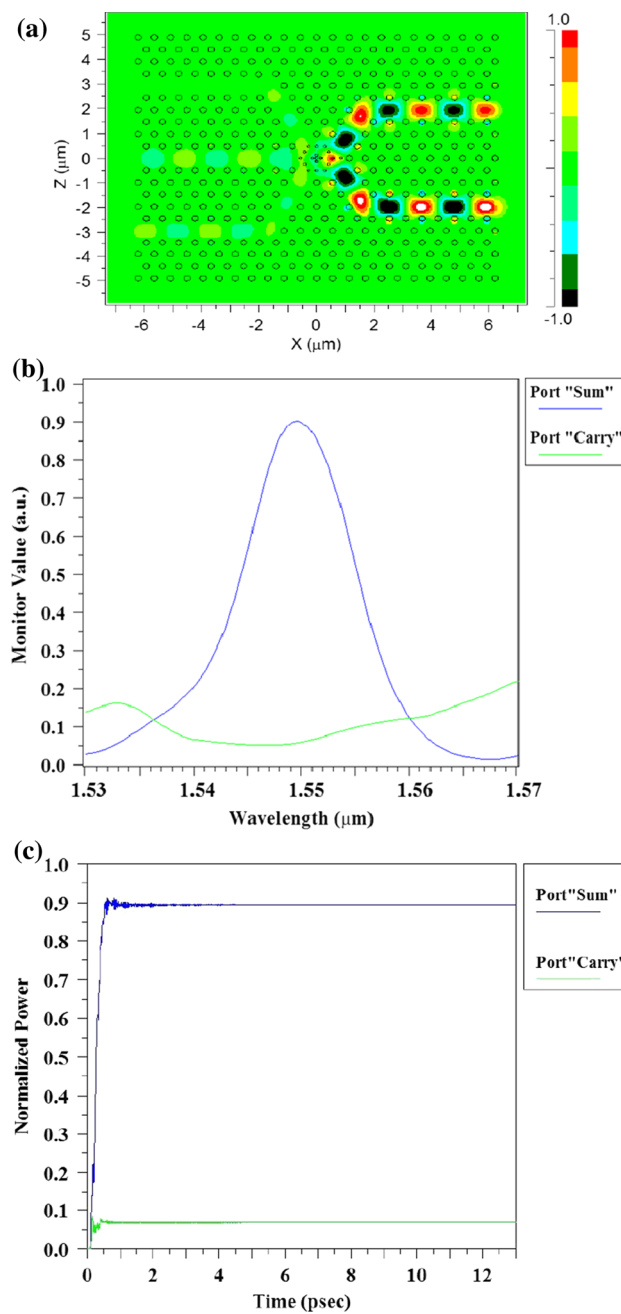 (a)
1.0
-1.0
5
4
3
2
1
0
-1
-2
-3
-4
-5
Z (μm)
-6 -4 -2 0 2 4 6
X (μm)
(b)
1.0
0.9
0.8
0.7
0.6
0.5
0.4
0.3
0.2
0.1
0.0
Monitor Value (a.u.)
1.53 1.54 1.55 1.56 1.57
Wavelength (μm)
Port "Sum"
Port "Carry"
(c)
1.0
0.9
0.8
0.7
0.6
0.5
0.4
0.3
0.2
0.1
0.0
Normalized Power
0 2 4 6 8 10 12
Time (psec)
Port"Sum"
Port"Carry"